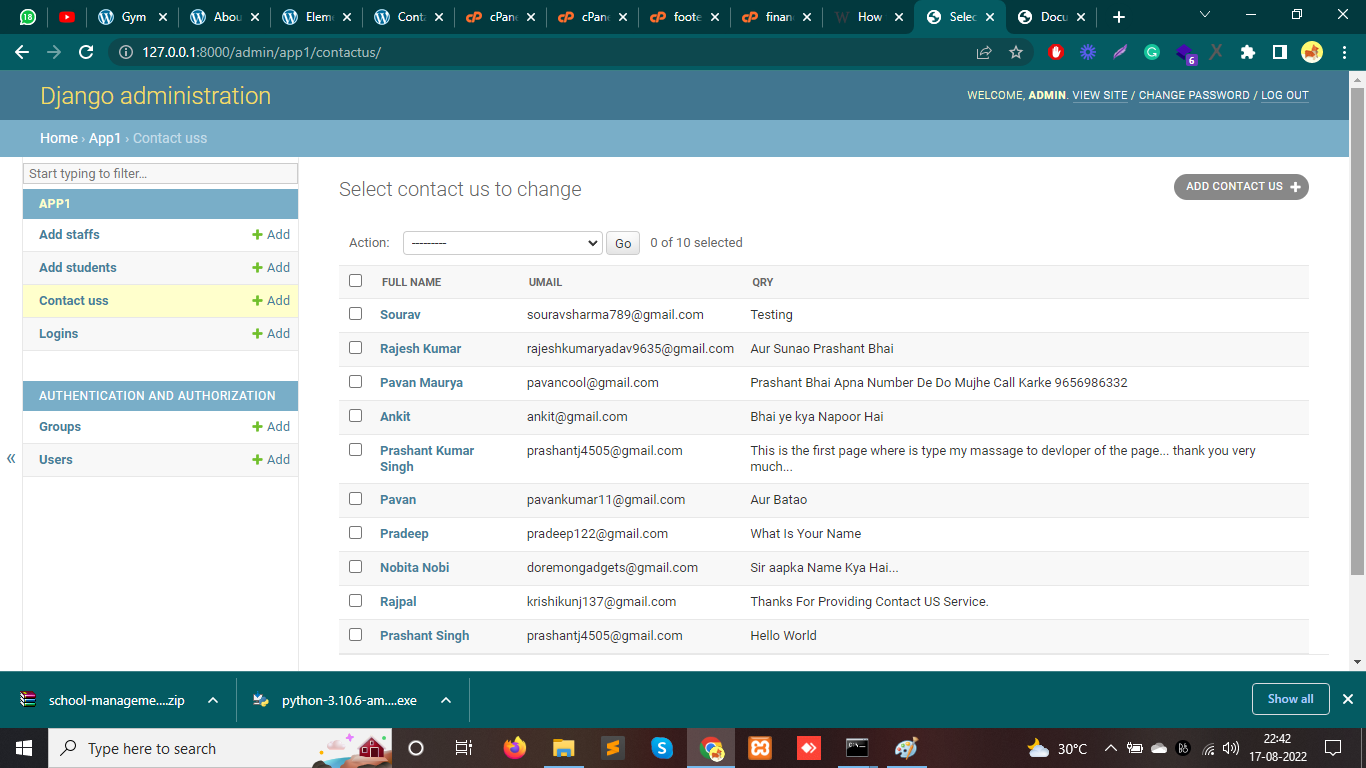 18
Gym
Abou
Elem
Conta
cPan
cPan
foote
finan
How
Selec
Docu
127.0.0.1:8000/admin/app1/contactus/
6
Django administration
WELCOME, ADMIN. VIEW SITE / CHANGE PASSWORD / LOG OUT
Home › App1 › Contact uss
Start typing to filter...
Select contact us to change
ADD CONTACT US +
APP1
Add staffs + Add
Add students + Add
Contact uss + Add
Logins + Add
AUTHENTICATION AND AUTHORIZATION
Groups + Add
Users + Add
«
Action: --------- Go 0 of 10 selected
FULL NAME UMAIL QRY
Sourav souravsharma789@gmail.com Testing
Rajesh Kumar rajeshkumaryadav9635@gmail.com Aur Sunao Prashant Bhai
Pavan Maurya pavancool@gmail.com Prashant Bhai Apna Number De Do Mujhe Call Karke 9656986332
Ankit ankit@gmail.com Bhai ye kya Napoor Hai
Prashant Kumar Singh prashantj4505@gmail.com This is the first page where is type my massage to devloper of the page... thank you very much...
Pavan pavankumar11@gmail.com Aur Batao
Pradeep pradeep122@gmail.com What Is Your Name
Nobita Nobi doremongadgets@gmail.com Sir aapka Name Kya Hai...
Rajpal krishikunj137@gmail.com Thanks For Providing Contact US Service.
Prashant Singh prashantj4505@gmail.com Hello World
school-manageme....zip
python-3.10.6-am....exe
Show all
Type here to search
30°C
22:42
17-08-2022